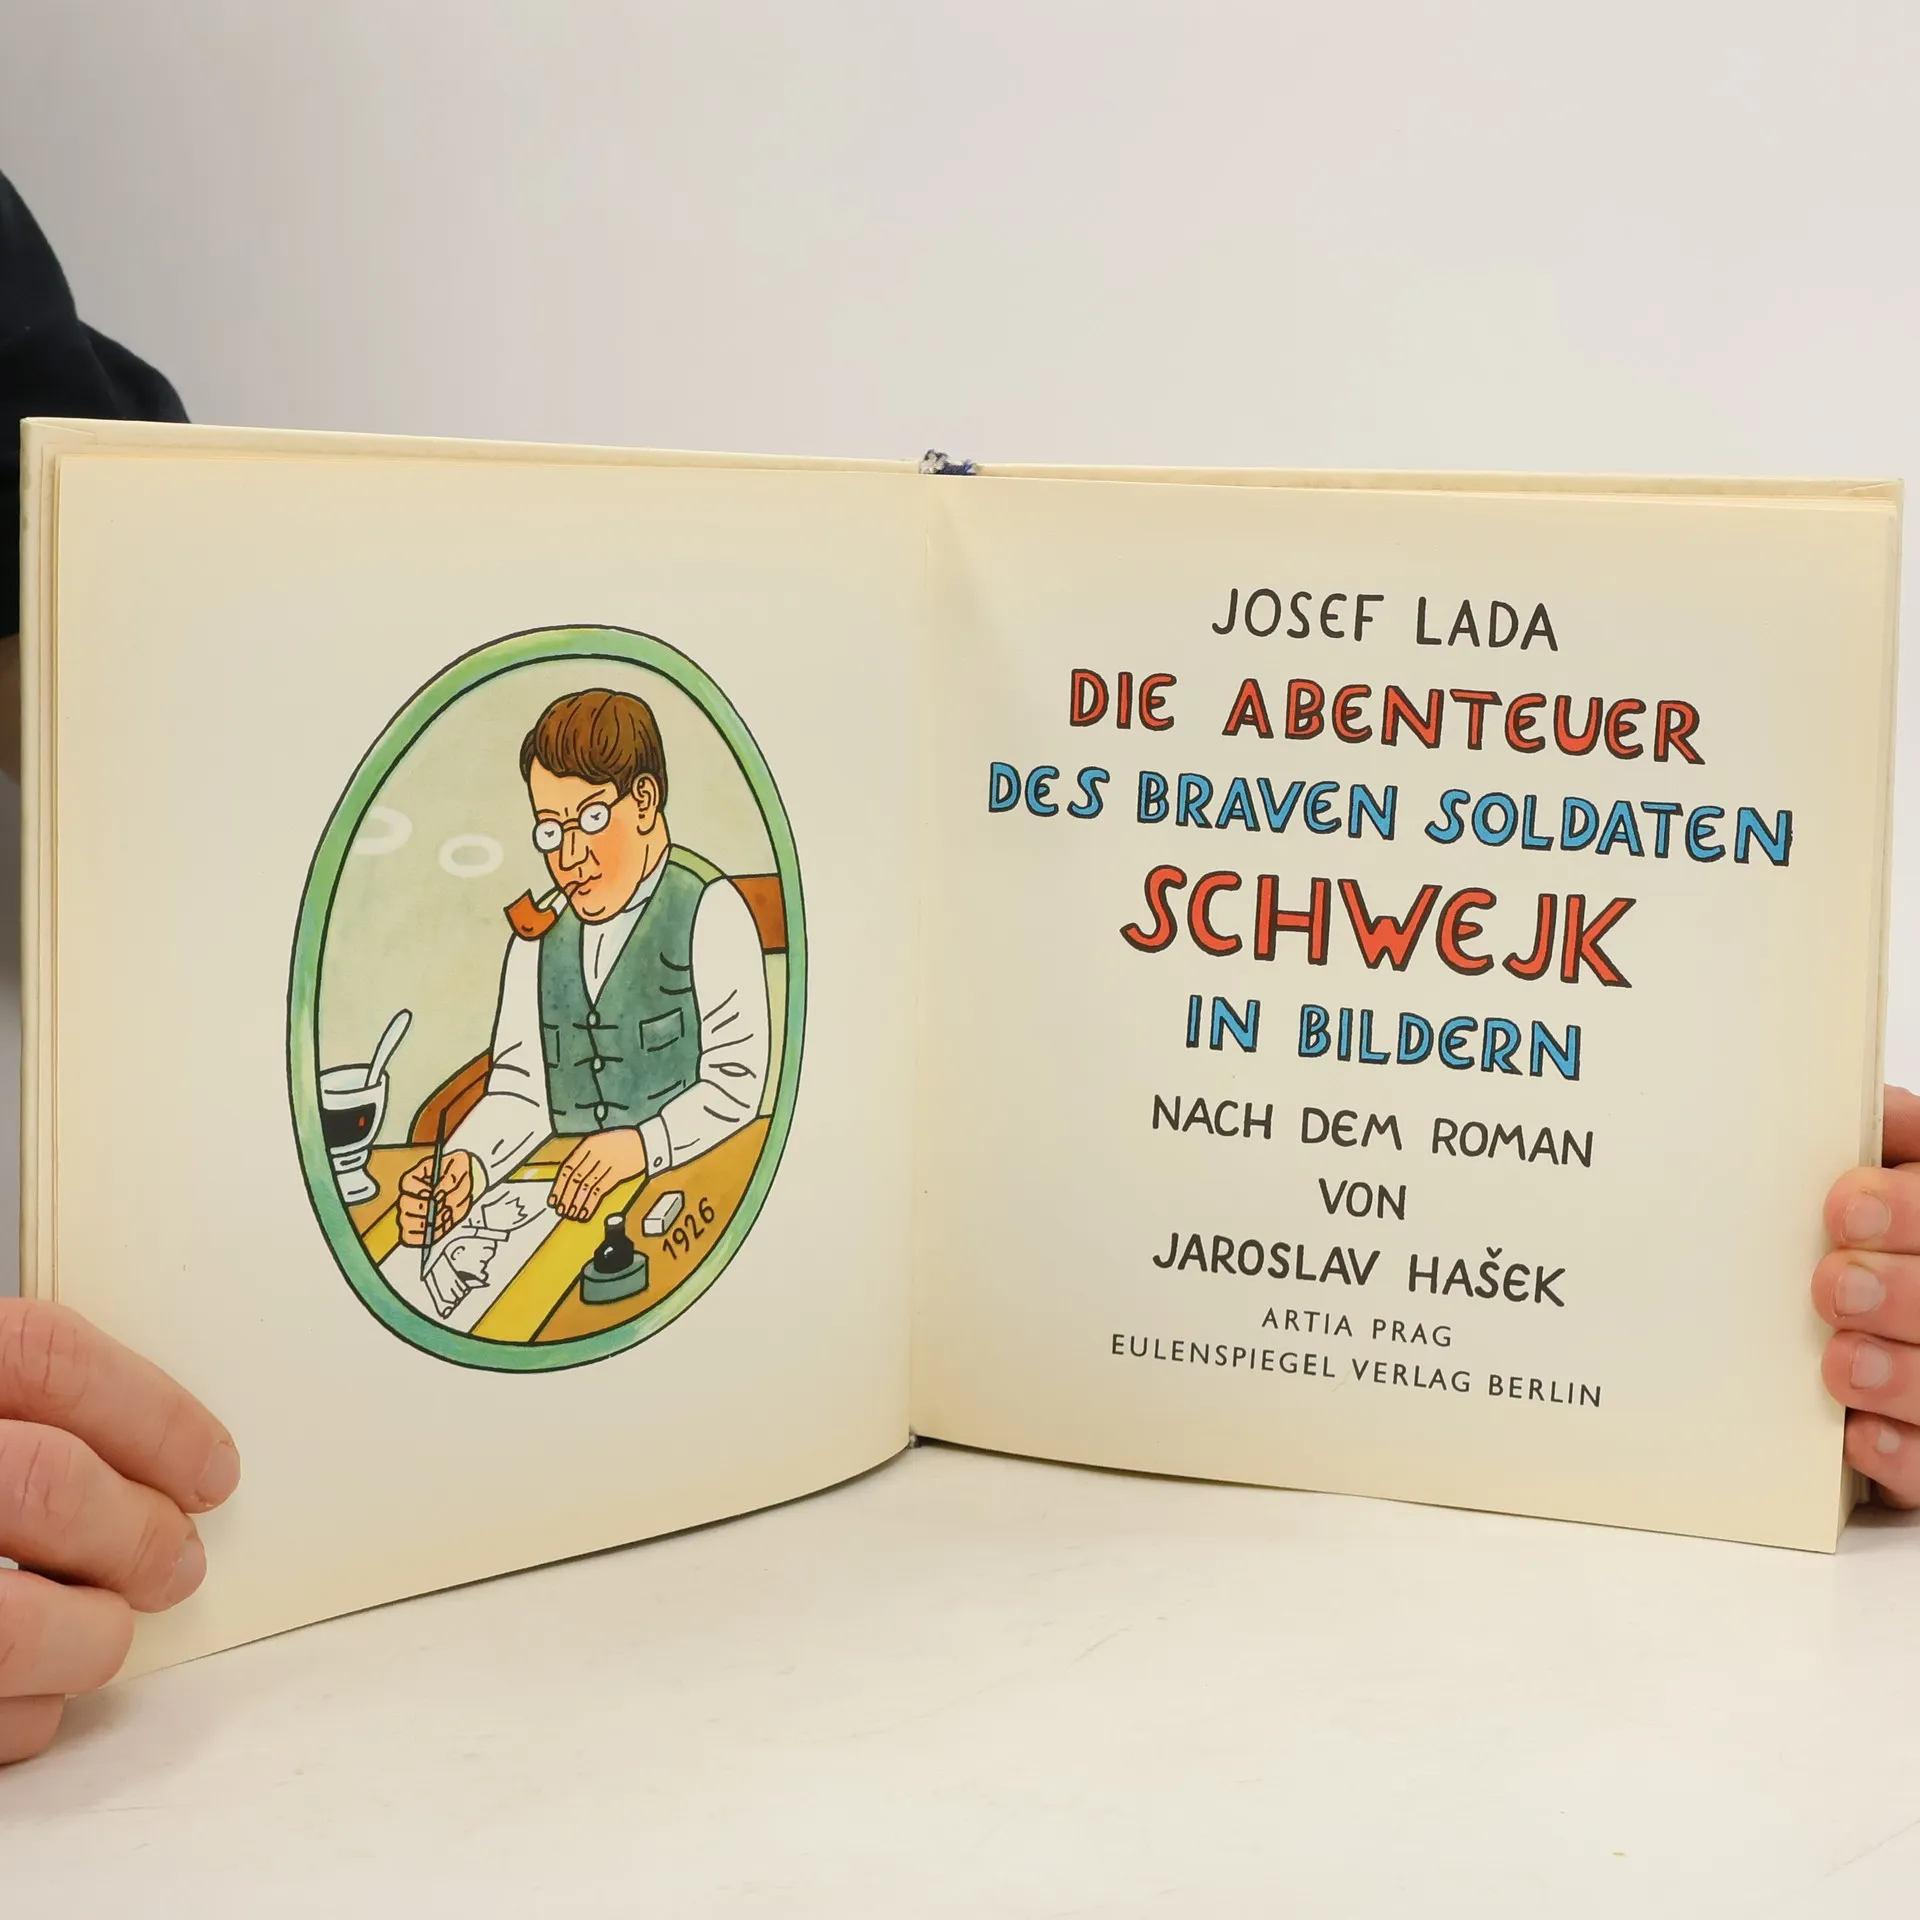 1926
JOSEF LADA
DIE ABENTEUER
DES BRAVEN SOLDATEN
SCHWEJK
IN BILDERN
NACH DEM ROMAN
VON
JAROSLAV HAŠEK
ARTIA PRAG
EULENSPIEGEL VERLAG BERLIN